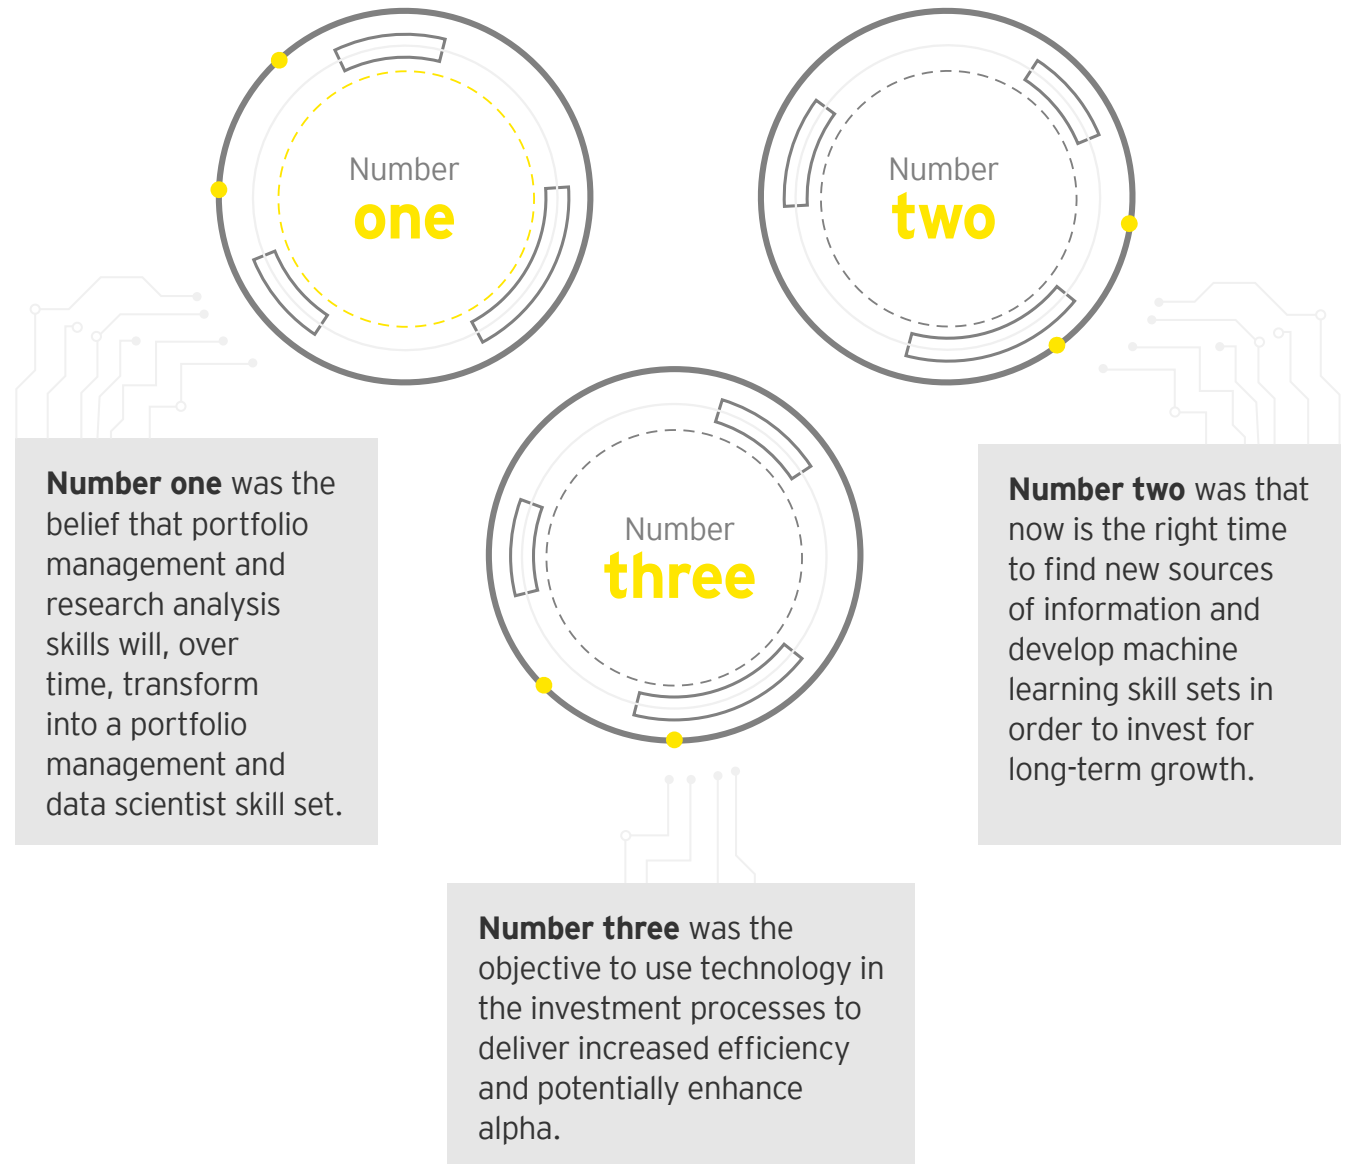 Number
one
Number
two
Number
three
Number one was the
belief that portfolio
management and
research analysis
skills will, over
time, transform
into a portfolio
management and
data scientist skill set.
Number two was that
now is the right time
to find new sources
of information and
develop machine
learning skill sets in
order to invest for
long-term growth.
Number three was the
objective to use technology in
the investment processes to
deliver increased efficiency
and potentially enhance
alpha.